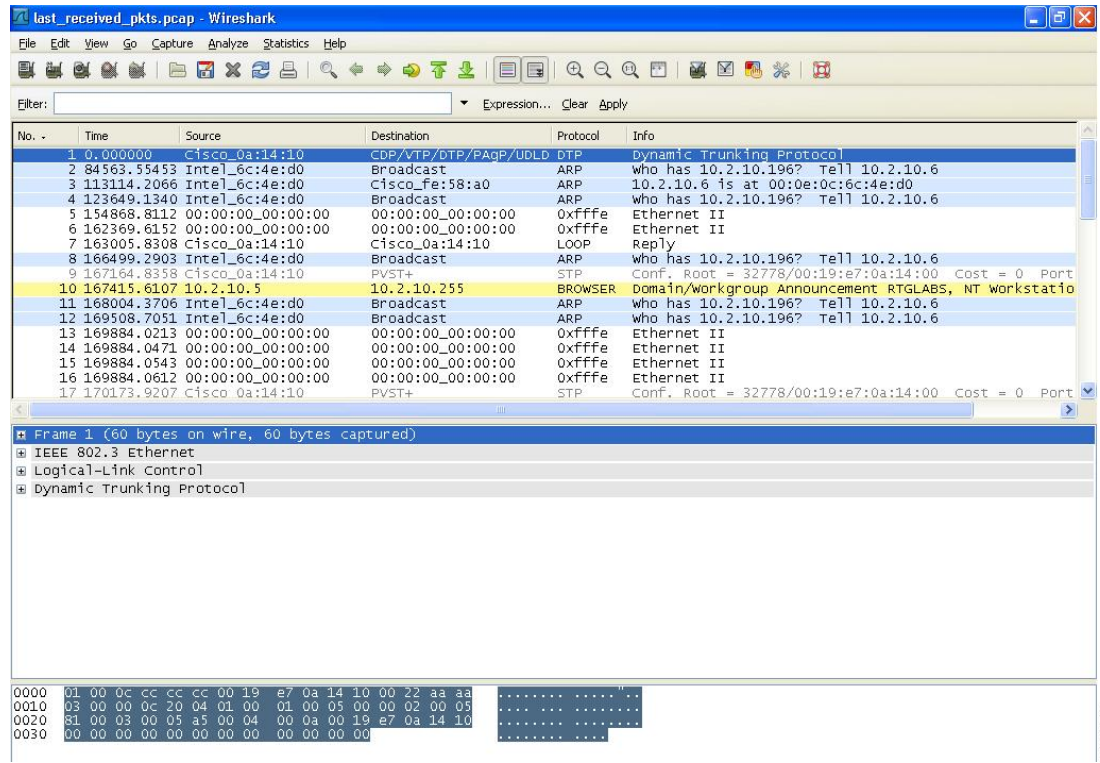 last_received_pkts.pcap - Wireshark
File Edit View Go Capture Analyze Statistics Help
Filter: Expression... Clear Apply
No. - Time Source Destination Protocol Info
1 0.000000 Cisco_0a:14:10 CDP/VTP/DTP/PAgP/UDLD DTP Dynamic Trunking Protocol
2 84563.55453 Intel_6c:4e:d0 Broadcast ARP Who has 10.2.10.196? Tell 10.2.10.6
3 113114.2066 Intel_6c:4e:d0 Cisco_fe:58:a0 ARP 10.2.10.6 is at 00:0e:0c:6c:4e:d0
4 123649.1340 Intel_6c:4e:d0 Broadcast ARP Who has 10.2.10.196? Tell 10.2.10.6
5 154868.8112 00:00:00_00:00:00 00:00:00_00:00:00 0xfffe Ethernet II
6 162369.6152 00:00:00_00:00:00 00:00:00_00:00:00 0xfffe Ethernet II
7 163005.8308 Cisco_0a:14:10 Cisco_0a:14:10 LOOP Reply
8 166499.2903 Intel_6c:4e:d0 Broadcast ARP Who has 10.2.10.196? Tell 10.2.10.6
9 167164.8358 Cisco_0a:14:10 PVST+ STP Conf. Root = 32778/00:19:e7:0a:14:00 Cost = 0 Port
10 167415.6107 10.2.10.5 10.2.10.255 BROWSER Domain/Workgroup Announcement RTGLABS, NT Workstatio
11 168004.3706 Intel_6c:4e:d0 Broadcast ARP Who has 10.2.10.196? Tell 10.2.10.6
12 169508.7051 Intel_6c:4e:d0 Broadcast ARP Who has 10.2.10.196? Tell 10.2.10.6
13 169884.0213 00:00:00_00:00:00 00:00:00_00:00:00 0xfffe Ethernet II
14 169884.0471 00:00:00_00:00:00 00:00:00_00:00:00 0xfffe Ethernet II
15 169884.0543 00:00:00_00:00:00 00:00:00_00:00:00 0xfffe Ethernet II
16 169884.0612 00:00:00_00:00:00 00:00:00_00:00:00 0xfffe Ethernet II
17 170173.9207 Cisco_0a:14:10 PVST+ STP Conf. Root = 32778/00:19:e7:0a:14:00 Cost = 0 Port
Frame 1 (60 bytes on wire, 60 bytes captured)
IEEE 802.3 Ethernet
Logical-Link Control
Dynamic Trunking Protocol
0000 01 00 0c cc cc cc 00 19 e7 0a 14 10 00 22 aa aa ........ ....."..
0010 03 00 0c 20 04 01 00 01 00 05 00 00 02 00 05 ........ ........
0020 81 00 03 00 05 a5 00 04 00 0a 00 19 e7 0a 14 10 ........ ........
0030 00 00 00 00 00 00 00 00 00 00 00 00 ........ ....